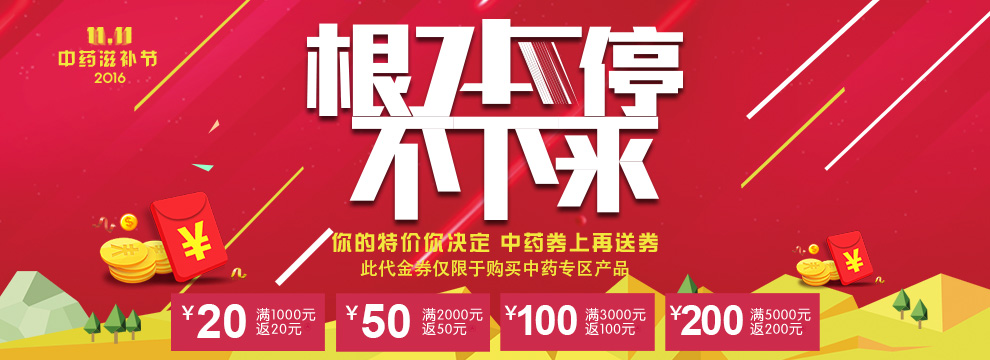 11.11
中药滋补节
2016
根本停
不下来
你的特价你决定 中药券上再送券
此代金券仅限于购买中药专区产品
¥20 满1000元
返20元
¥50 满2000元
返50元
¥100 满3000元
返100元
¥200 满5000元
返200元
¥
¥